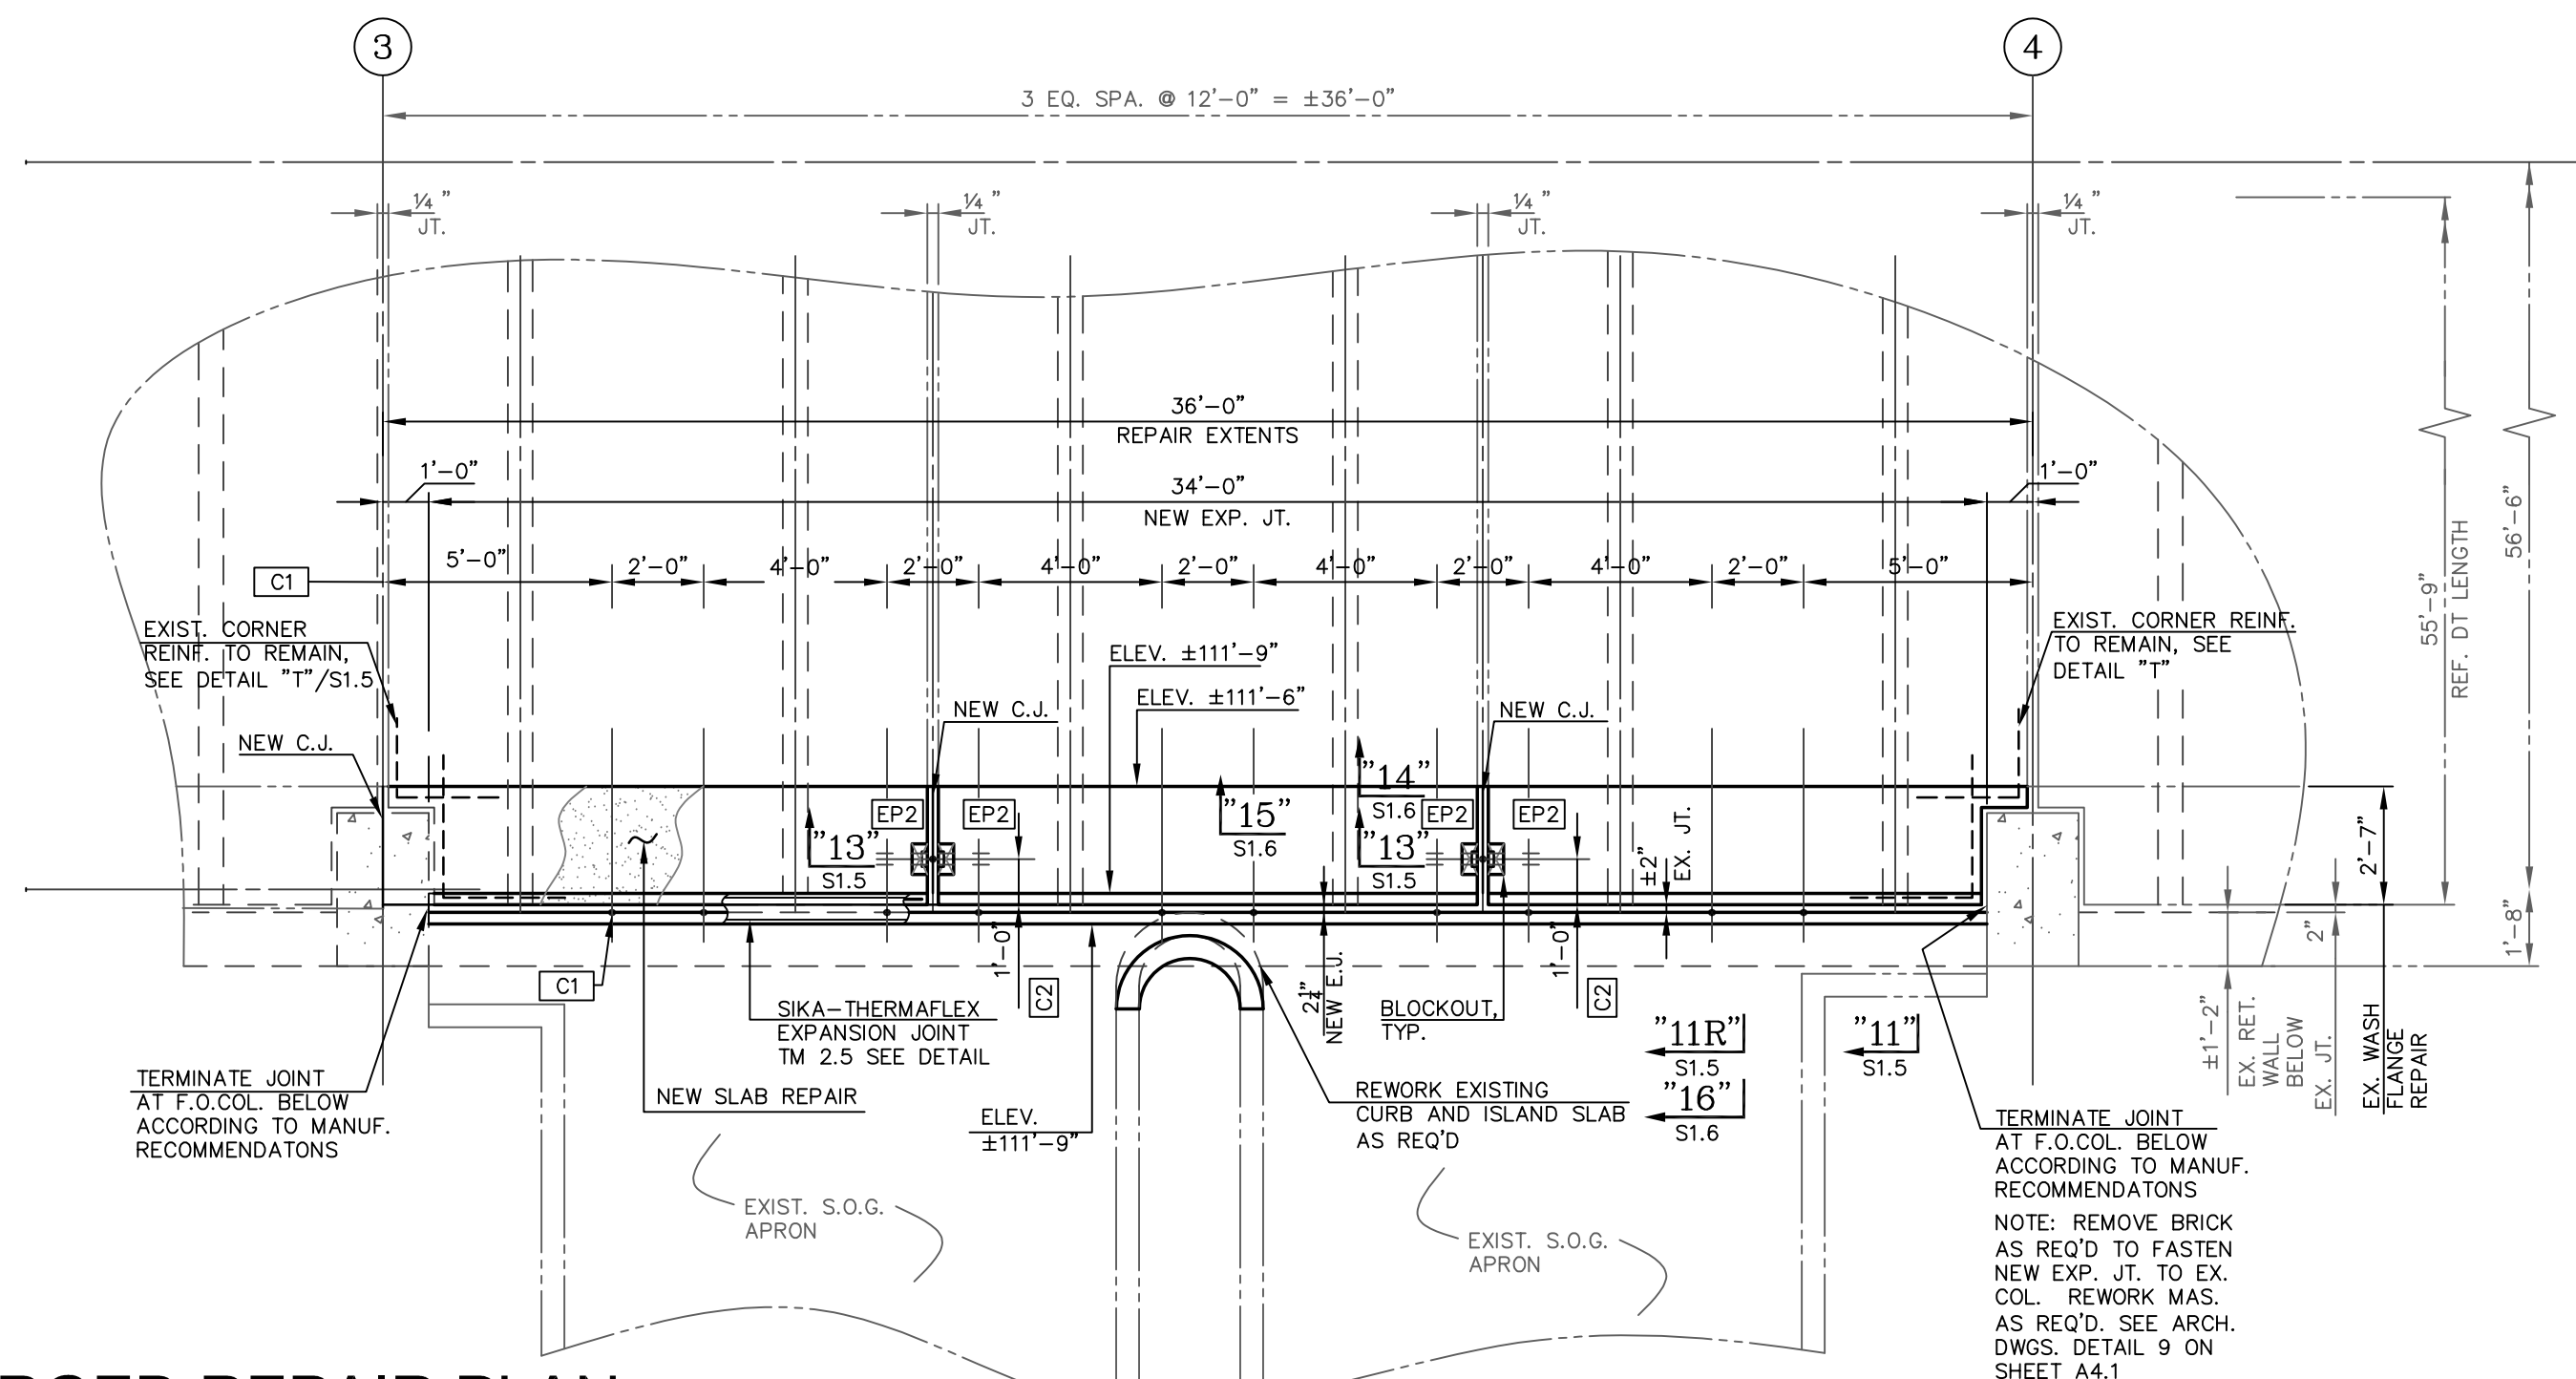 3
4
3 EQ. SPA. @ 12'-0" = ±36'-0"
1/4" JT.
1/4" JT.
1/4" JT.
1/4" JT.
36'-0"
REPAIR EXTENTS
1'-0"
34'-0"
1'-0"
NEW EXP. JT.
C1
5'-0"
2'-0"
4'-0"
2'-0"
4'-0"
2'-0"
4'-0"
2'-0"
4'-0"
2'-0"
5'-0"
55'-9"
REF. DT LENGTH
56'-6"
EXIST. CORNER
REINF. TO REMAIN,
SEE DETAIL "T"/S1.5
EXIST. CORNER REINF.
TO REMAIN, SEE
DETAIL "T"
ELEV. ±111'-9"
ELEV. ±111'-6"
NEW C.J.
NEW C.J.
NEW C.J.
"14"
S1.6
EP2
EP2
"15"
S1.6
EP2
EP2
"13"
S1.5
"13"
S1.5
±2"
EX. JT.
2'-7"
EX. WASH
FLANGE
REPAIR
1'-8"
2"
EX. JT.
±1'-2"
EX. RET.
WALL
BELOW
C1
1'-0"
C2
2 1/4"
NEW E.J.
1'-0"
C2
SIKA-THERMAFLEX
EXPANSION JOINT
TM 2.5 SEE DETAIL
BLOCKOUT,
TYP.
"11R"
S1.5
"11"
S1.5
"16"
S1.6
TERMINATE JOINT
AT F.O.COL. BELOW
ACCORDING TO MANUF.
RECOMMENDATONS
NEW SLAB REPAIR
ELEV.
±111'-9"
REWORK EXISTING
CURB AND ISLAND SLAB
AS REQ'D
TERMINATE JOINT
AT F.O.COL. BELOW
ACCORDING TO MANUF.
RECOMMENDATONS
NOTE: REMOVE BRICK
AS REQ'D TO FASTEN
NEW EXP. JT. TO EX.
COL. REWORK MAS.
AS REQ'D. SEE ARCH.
DWGS. DETAIL 9 ON
SHEET A4.1
EXIST. S.O.G.
APRON
EXIST. S.O.G.
APRON
REPAIR PLAN